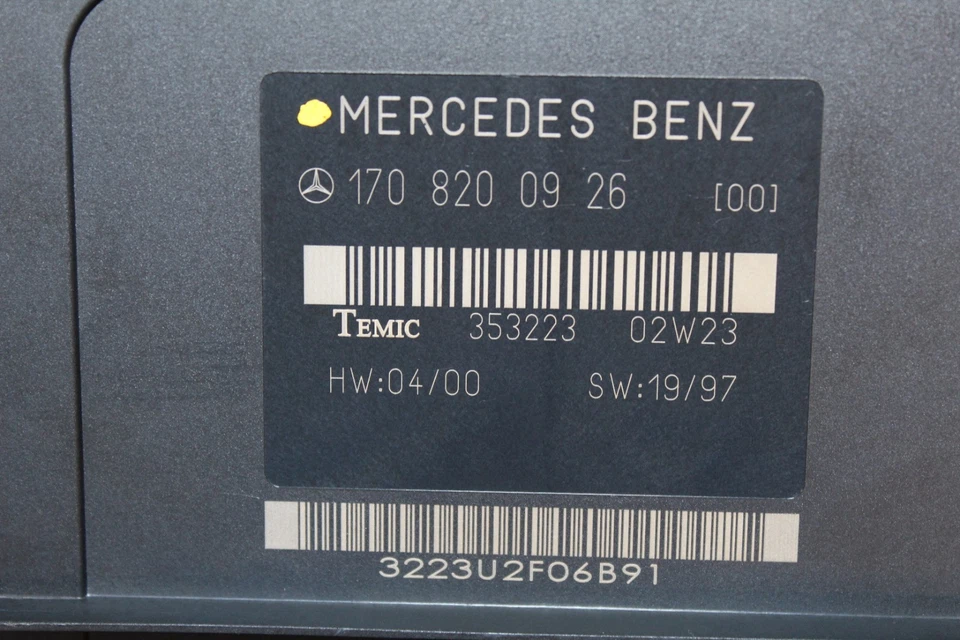 MERCEDES BENZ
170 820 09 26 [00]
TEMIC 353223 02W23
HW:04/00 SW:19/97
3223U2F06B91